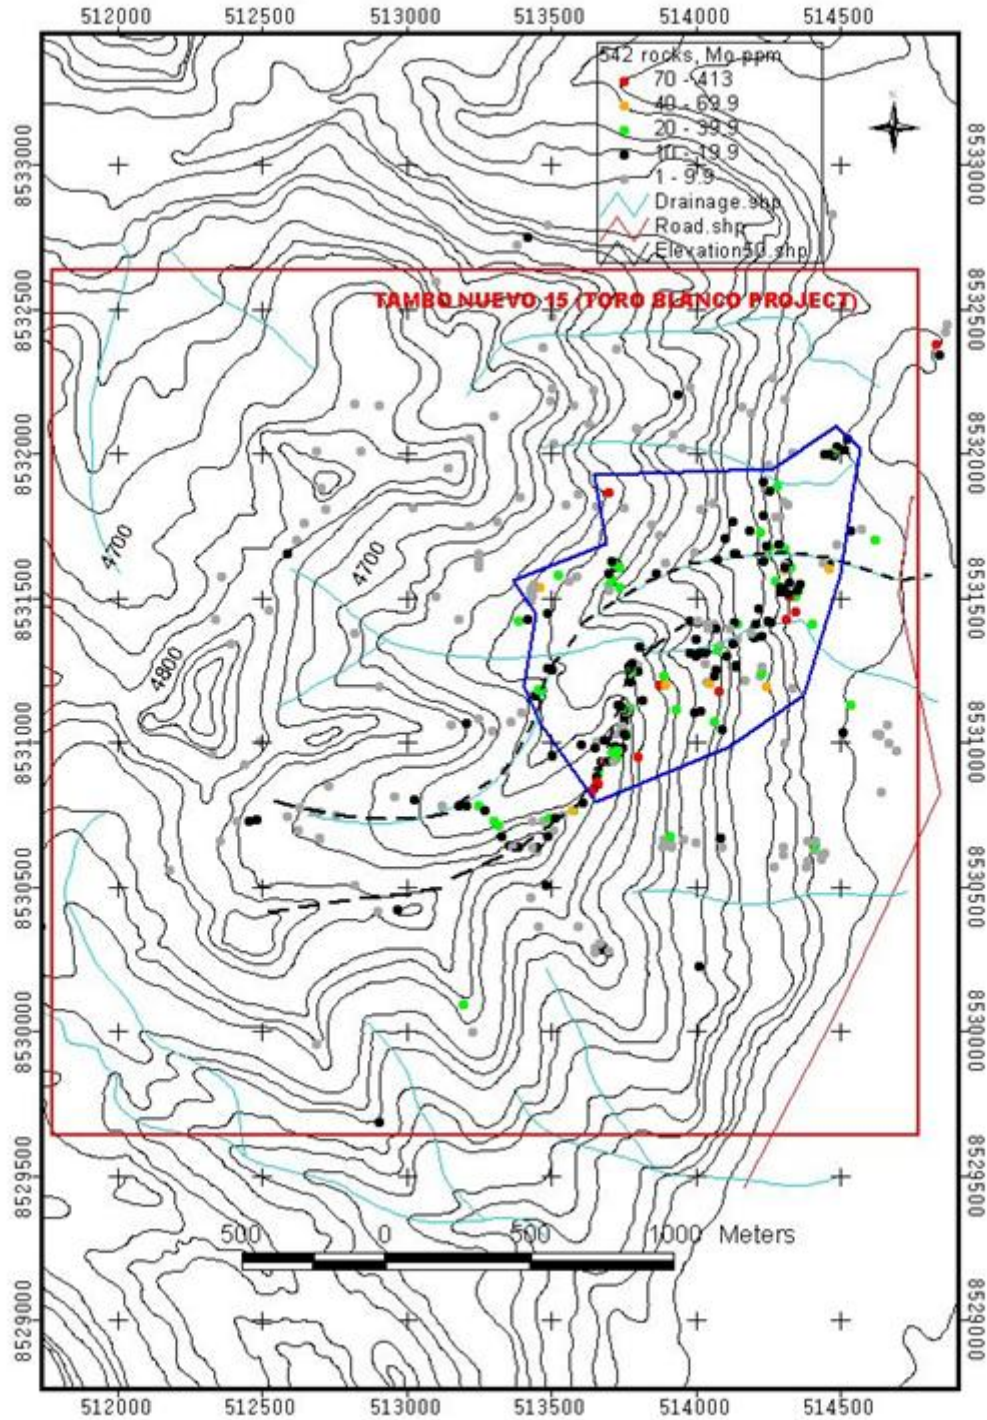 512000 512500 513000 513500 514000 514500
542 rocks, Mo ppm
70 - 413
40 - 69.9
20 - 39.9
10 - 19.9
1 - 9.9
Drainage.shp
Road.shp
Elevation50.shp
8533000
8533000
TAMBO NUEVO 15 (TORO BLANCO PROJECT)
8532500
8532500
8532000
8532000
4700
4700
8531500
8531500
4800
8531000
8531000
8530500
8530500
8530000
8530000
8529500
8529500
500 0 500 1000 Meters
8529000
8529000
512000 512500 513000 513500 514000 514500